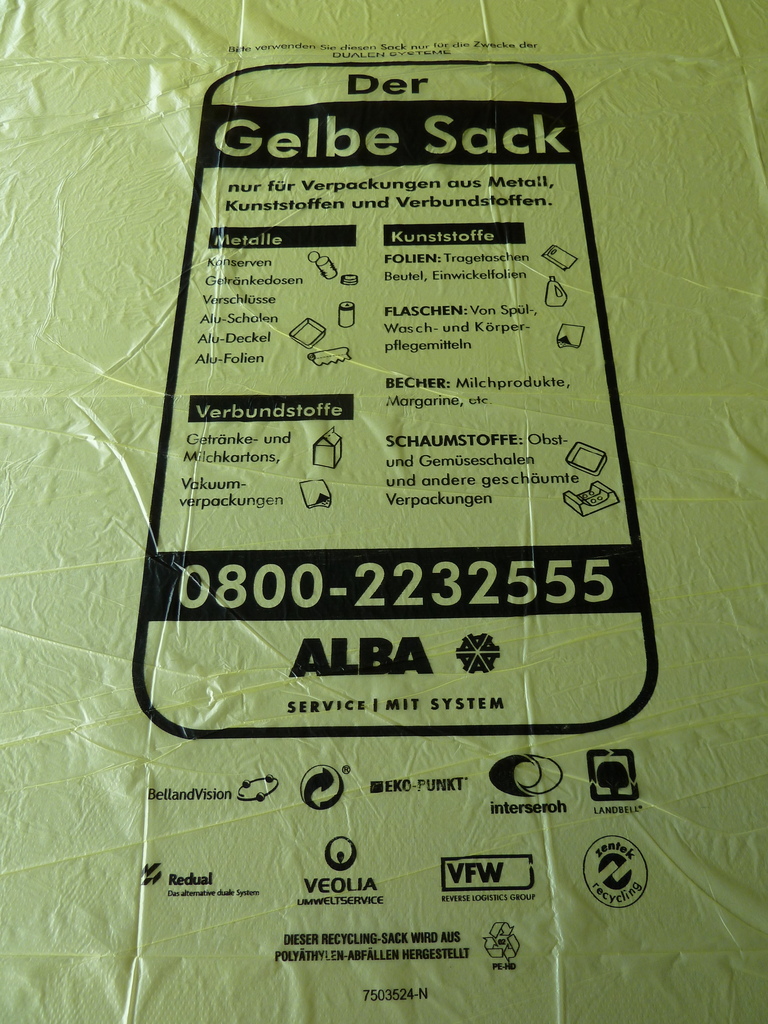 Bitte verwenden Sie diesen Sack nur für die Zwecke der
DUALEN SYSTEME
Der
Gelbe Sack
nur für Verpackungen aus Metall,
Kunststoffen und Verbundstoffen.
Metalle
Konserven
Getränkedosen
Verschlüsse
Alu-Schalen
Alu-Deckel
Alu-Folien
Verbundstoffe
Getränke- und
Milchkartons,
Vakuum-
verpackungen
Kunststoffe
FOLIEN: Tragetaschen
Beutel, Einwickelfolien
FLASCHEN: Von Spül-,
Wasch- und Körper-
pflegemitteln
BECHER: Milchprodukte,
Margarine, etc.
SCHAUMSTOFFE: Obst-
und Gemüseschalen
und andere geschäumte
Verpackungen
0800-2232555
ALBA
SERVICE | MIT SYSTEM
BellandVision
®
EKO-PUNKT®
interseroh
LANDBELL®
Redual
Das alternative duale System
VEOLIA
UMWELTSERVICE
VFW
REVERSE LOGISTICS GROUP
zentek
recycling
DIESER RECYCLING-SACK WIRD AUS
POLYÄTHYLEN-ABFÄLLEN HERGESTELLT
02
PE-HD
7503524-N